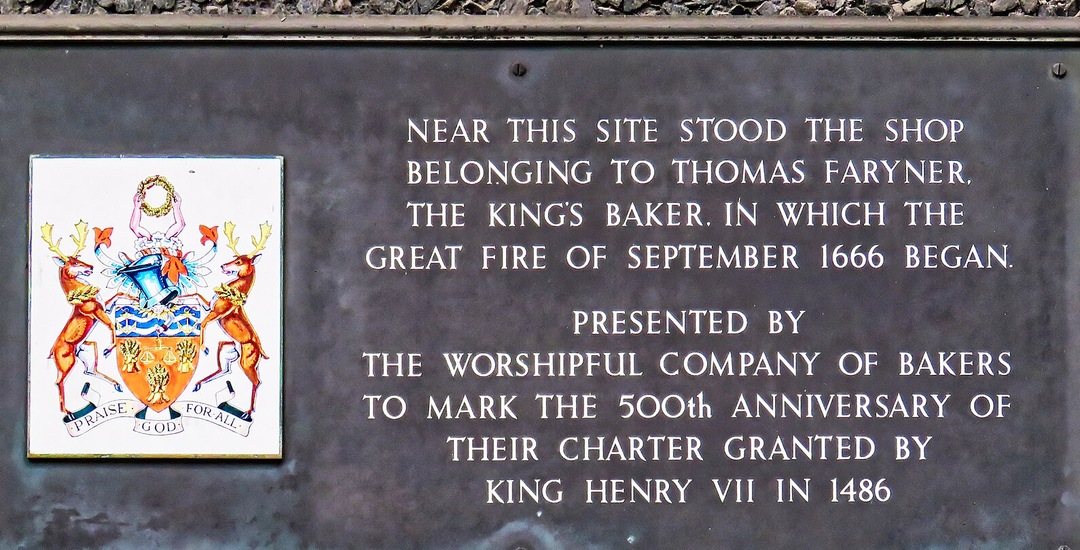 NEAR THIS SITE STOOD THE SHOP
BELONGING TO THOMAS FARYNER,
THE KING'S BAKER. IN WHICH THE
GREAT FIRE OF SEPTEMBER 1666 BEGAN.
PRESENTED BY
THE WORSHIPFUL COMPANY OF BAKERS
TO MARK THE 500th ANNIVERSARY OF
THEIR CHARTER GRANTED BY
KING HENRY VII IN 1486
PRAISE · GOD · FOR · ALL